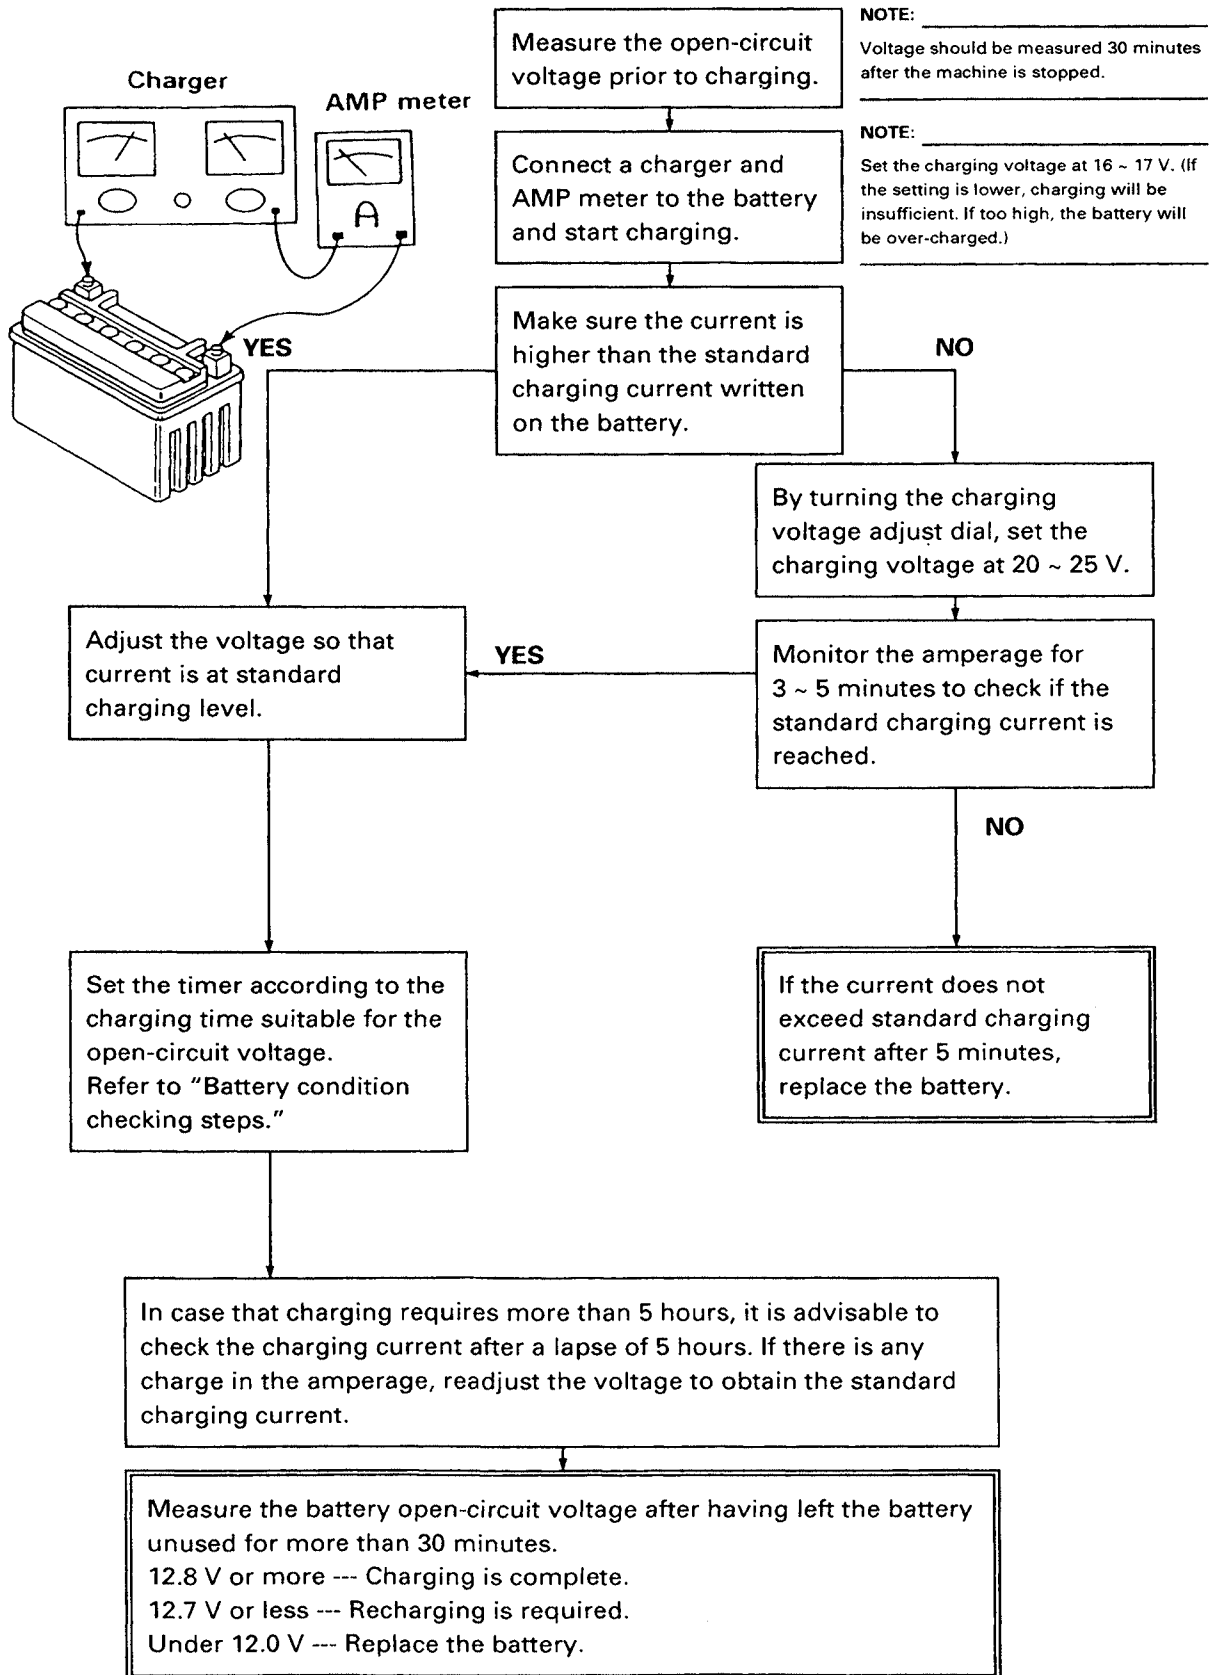 Charger
AMP meter
Measure the open-circuit
voltage prior to charging.
NOTE:
Voltage should be measured 30 minutes
after the machine is stopped.
Connect a charger and
AMP meter to the battery
and start charging.
NOTE:
Set the charging voltage at 16 ~ 17 V. (If
the setting is lower, charging will be
insufficient. If too high, the battery will
be over-charged.)
A
Make sure the current is
higher than the standard
charging current written
on the battery.
YES
NO
By turning the charging
voltage adjust dial, set the
charging voltage at 20 ~ 25 V.
Adjust the voltage so that
current is at standard
charging level.
YES
Monitor the amperage for
3 ~ 5 minutes to check if the
standard charging current is
reached.
NO
Set the timer according to the
charging time suitable for the
open-circuit voltage.
Refer to "Battery condition
checking steps."
If the current does not
exceed standard charging
current after 5 minutes,
replace the battery.
In case that charging requires more than 5 hours, it is advisable to
check the charging current after a lapse of 5 hours. If there is any
charge in the amperage, readjust the voltage to obtain the standard
charging current.
Measure the battery open-circuit voltage after having left the battery
unused for more than 30 minutes.
12.8 V or more --- Charging is complete.
12.7 V or less --- Recharging is required.
Under 12.0 V --- Replace the battery.